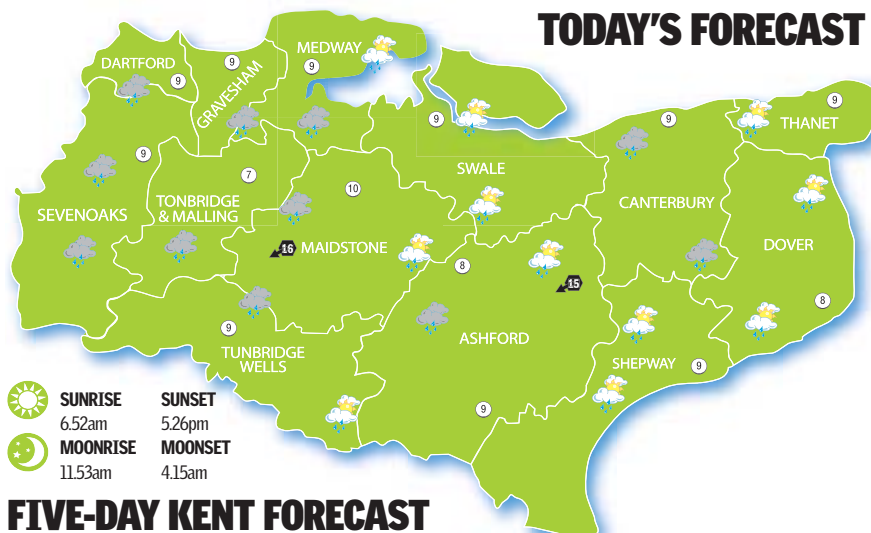 TODAY'S FORECAST
MEDWAY
DARTFORD
9
9
GRAVESHAM
9
9
9
9
THANET
9
7
10
SWALE
SEVENOAKS
TONBRIDGE
& MALLING
CANTERBURY
16
MAIDSTONE
DOVER
8
15
8
9
ASHFORD
TUNBRIDGE
WELLS
SHEPWAY
9
9
SUNRISE SUNSET
6.52am 5.26pm
MOONRISE MOONSET
11.53am 4.15am
FIVE-DAY KENT FORECAST